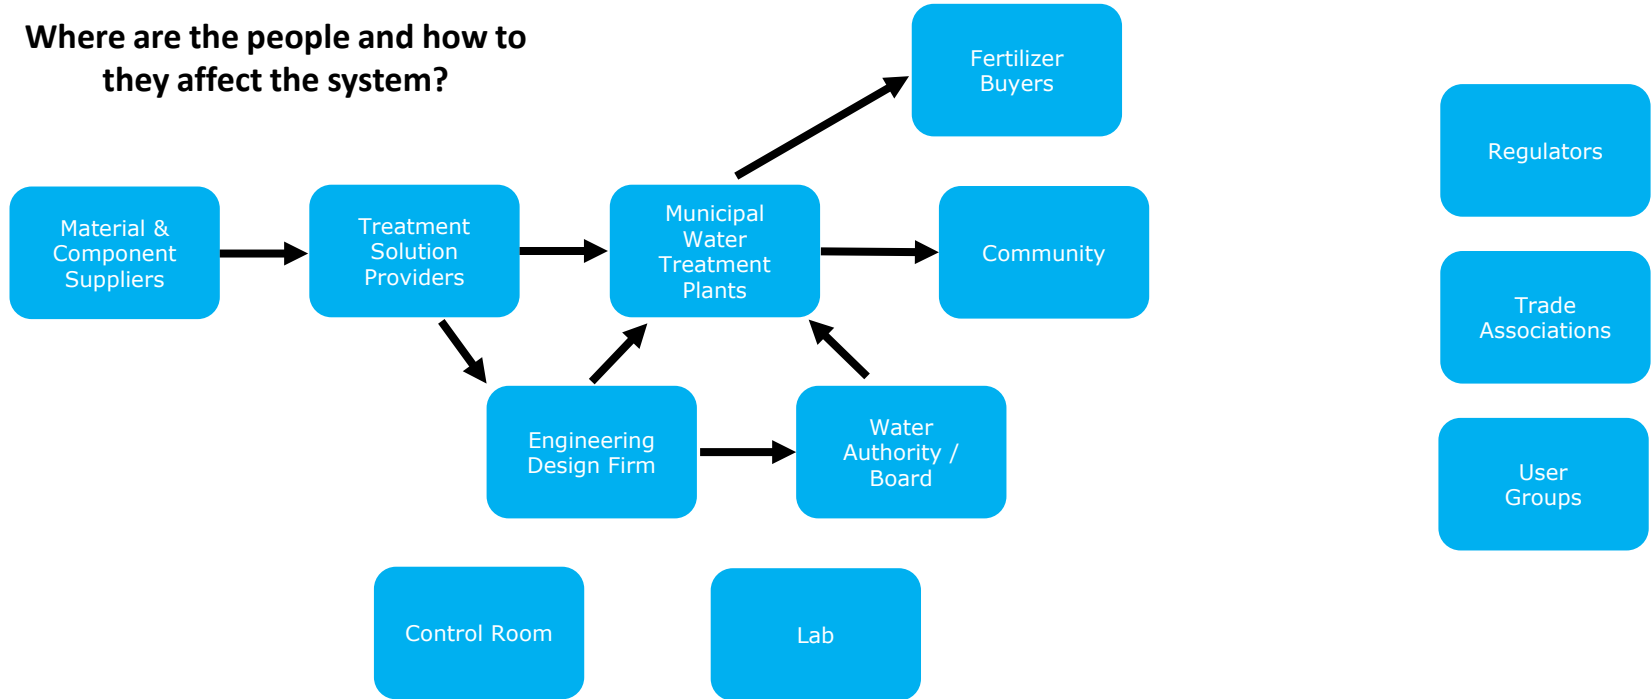 Where are the people and how to
they affect the system?
Fertilizer
Buyers
Regulators
Material &
Component
Suppliers
Treatment
Solution
Providers
Municipal
Water
Treatment
Plants
Community
Trade
Associations
Engineering
Design Firm
Water
Authority /
Board
User
Groups
Control Room
Lab